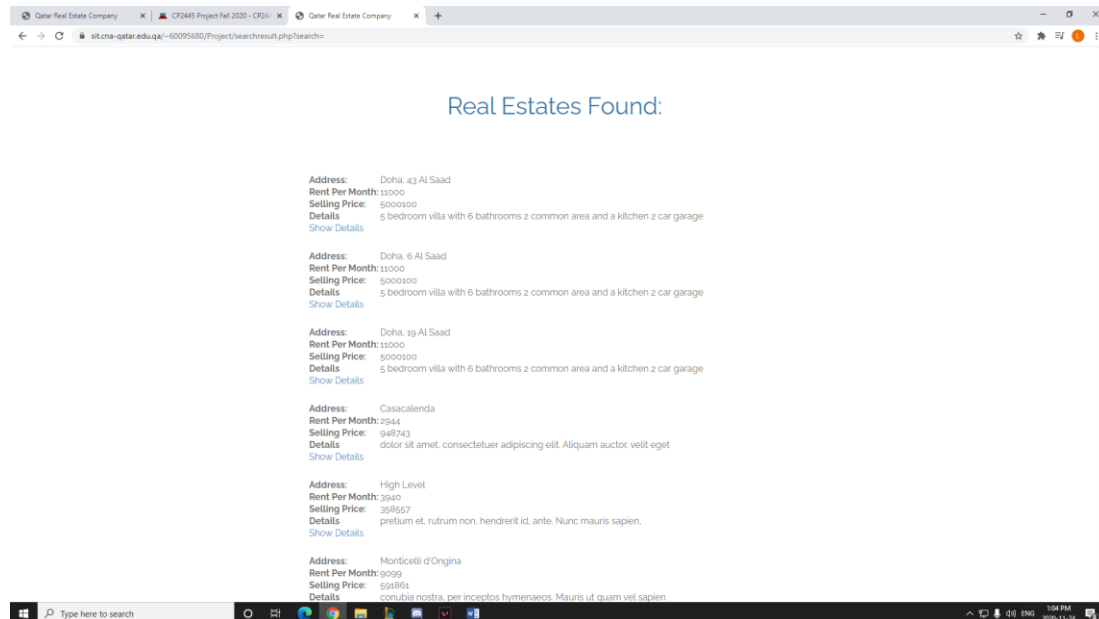 Qatar Real Estate Company
CP2445 Project Fall 2020 - CP244
Qatar Real Estate Company
sit.cna-qatar.edu.qa/~60095680/Project/searchresult.php?search=
L
Real Estates Found:
Address: Doha, 43 Al Saad
Rent Per Month: 11000
Selling Price: 5000100
Details 5 bedroom villa with 6 bathrooms 2 common area and a kitchen 2 car garage
Show Details
Address: Doha, 6 Al Saad
Rent Per Month: 11000
Selling Price: 5000100
Details 5 bedroom villa with 6 bathrooms 2 common area and a kitchen 2 car garage
Show Details
Address: Doha, 19 Al Saad
Rent Per Month: 11000
Selling Price: 5000100
Details 5 bedroom villa with 6 bathrooms 2 common area and a kitchen 2 car garage
Show Details
Address: Casacalenda
Rent Per Month: 2944
Selling Price: 948743
Details dolor sit amet, consectetuer adipiscing elit. Aliquam auctor, velit eget
Show Details
Address: High Level
Rent Per Month: 3940
Selling Price: 358557
Details pretium et, rutrum non, hendrerit id, ante. Nunc mauris sapien,
Show Details
Address: Monticelli d'Ongina
Rent Per Month: 9099
Selling Price: 591861
Details conubia nostra, per inceptos hymenaeos. Mauris ut quam vel sapien
Type here to search
ENG
1:04 PM
2020-11-24